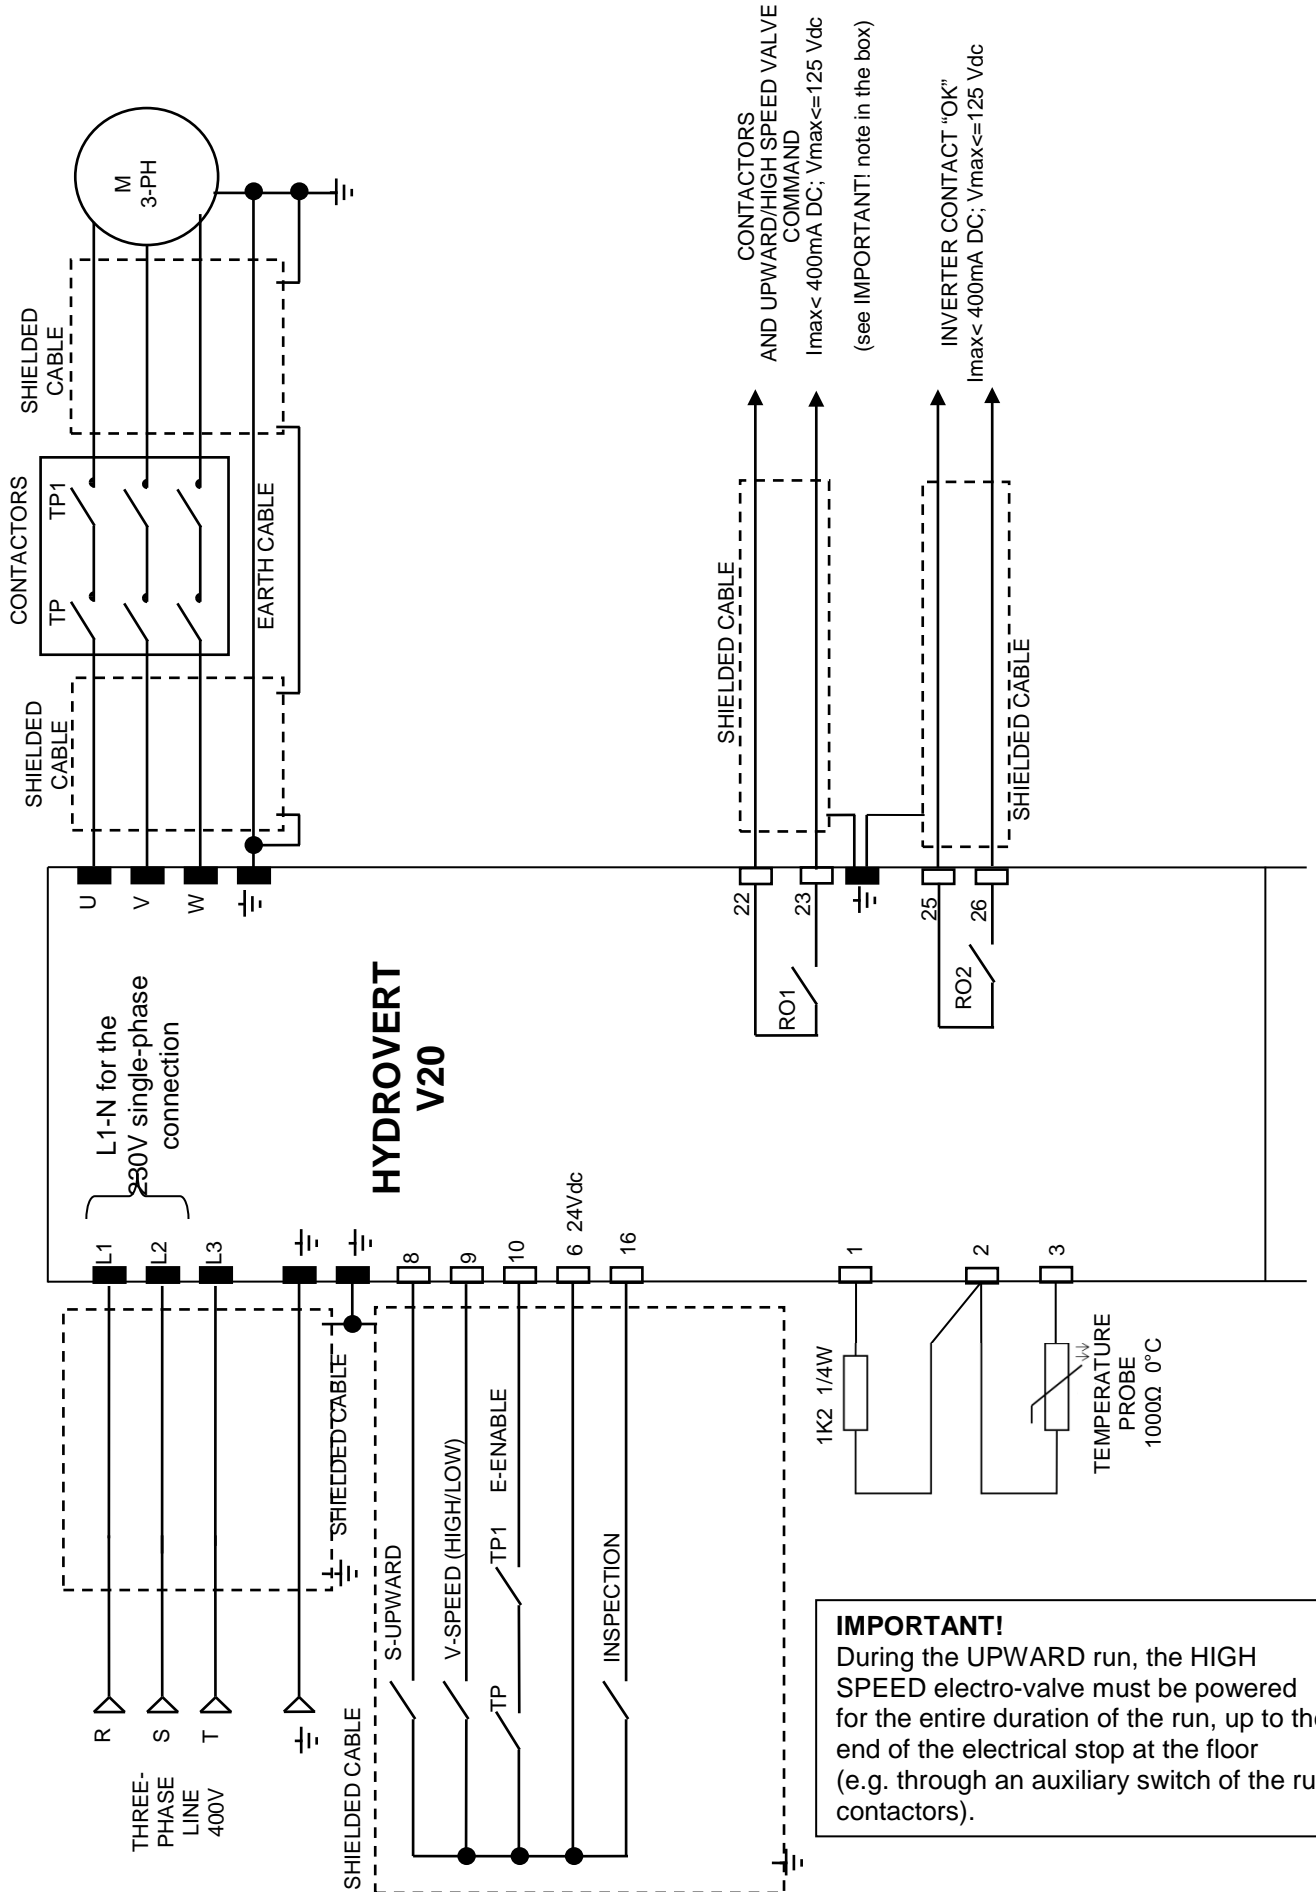 SHIELDED
CABLE
M
3-PH
CONTACTORS
TP
TP1
EARTH CABLE
SHIELDED
CABLE
U
V
W
L1-N for the
230V single-phase
connection
HYDROVERT
V20
L1
L2
L3
8
9
10
6 24Vdc
16
1
2
3
22
23
25
26
RO1
RO2
SHIELDED CABLE
SHIELDED CABLE
CONTACTORS
AND UPWARD/HIGH SPEED VALVE
COMMAND
Imax< 400mA DC; Vmax<=125 Vdc
(see IMPORTANT! note in the box)
INVERTER CONTACT “OK”
Imax< 400mA DC; Vmax<=125 Vdc
THREE-
PHASE
LINE
400V
R
S
T
SHIELDED CABLE
SHIELDED CABLE
S-UPWARD
V-SPEED (HIGH/LOW)
TP
TP1
E-ENABLE
INSPECTION
1K2 1/4W
TEMPERATURE
PROBE
1000Ω 0°C
IMPORTANT!
During the UPWARD run, the HIGH
SPEED electro-valve must be powered
for the entire duration of the run, up to the
end of the electrical stop at the floor
(e.g. through an auxiliary switch of the ru
contactors).